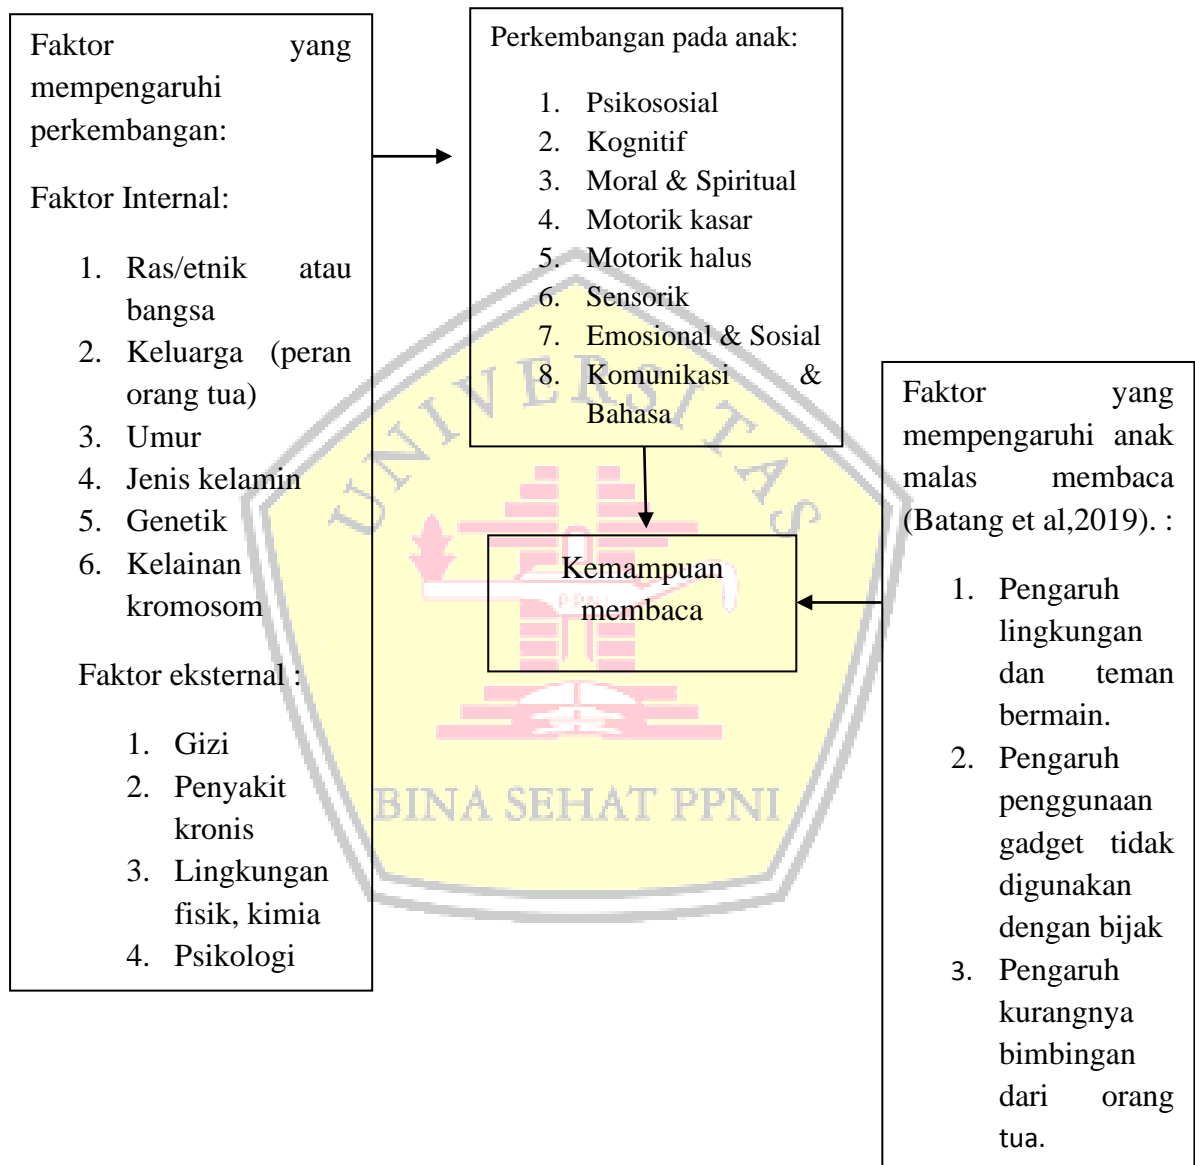 Faktor yang
mempengaruhi
perkembangan:
Faktor Internal:
1. Ras/etnik atau
bangsa
2. Keluarga (peran
orang tua)
3. Umur
4. Jenis kelamin
5. Genetik
6. Kelainan
kromosom
Faktor eksternal :
1. Gizi
2. Penyakit
kronis
3. Lingkungan
fisik, kimia
4. Psikologi
Perkembangan pada anak:
1. Psikososial
2. Kognitif
3. Moral & Spiritual
4. Motorik kasar
5. Motorik halus
6. Sensorik
7. Emosional & Sosial
8. Komunikasi &
Bahasa
Kemampuan
membaca
Faktor yang
mempengaruhi anak
malas membaca
(Batang et al,2019). :
1. Pengaruh
lingkungan
dan teman
bermain.
2. Pengaruh
penggunaan
gadget tidak
digunakan
dengan bijak
3. Pengaruh
kurangnya
bimbingan
dari orang
tua.
UNIVERSITAS
PPNI
BINA SEHAT PPNI